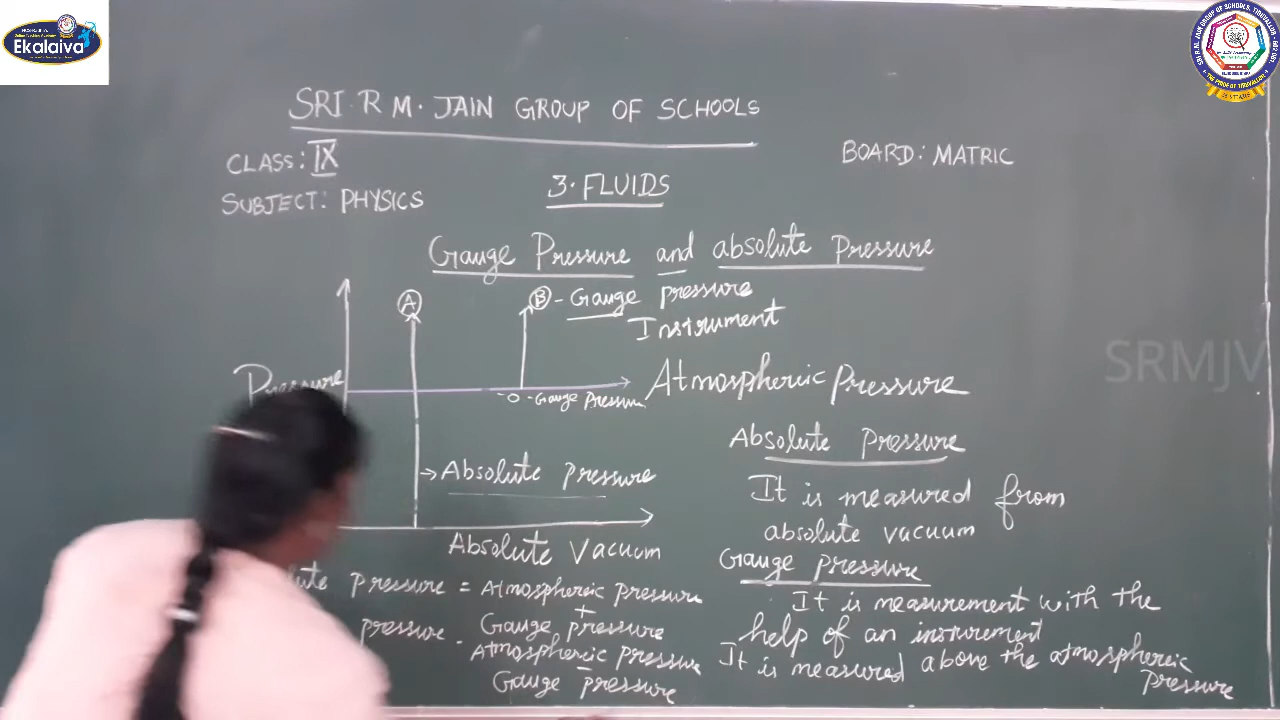 Ekalaiva
SRI.R M. JAIN GROUP OF SCHOOLS
CLASS: IX
BOARD: MATRIC
SUBJECT: PHYSICS
3. FLUIDS
Gauge Pressure and absolute Pressure
A
B - Gauge pressure
Instrument
SRMJV
Pressure
Atmospheric Pressure
-0-Gauge Pressure
Absolute Pressure
It is measured from
absolute vacuum
→Absolute pressure
Absolute Vacuum
Gauge pressure
It is measurement with the
help of an instrument
It is measured above the atmospheric
pressure
pressure = Atmospheric pressure
+
Gauge pressure
pressure - Atmospheric pressure
-
Gauge pressure